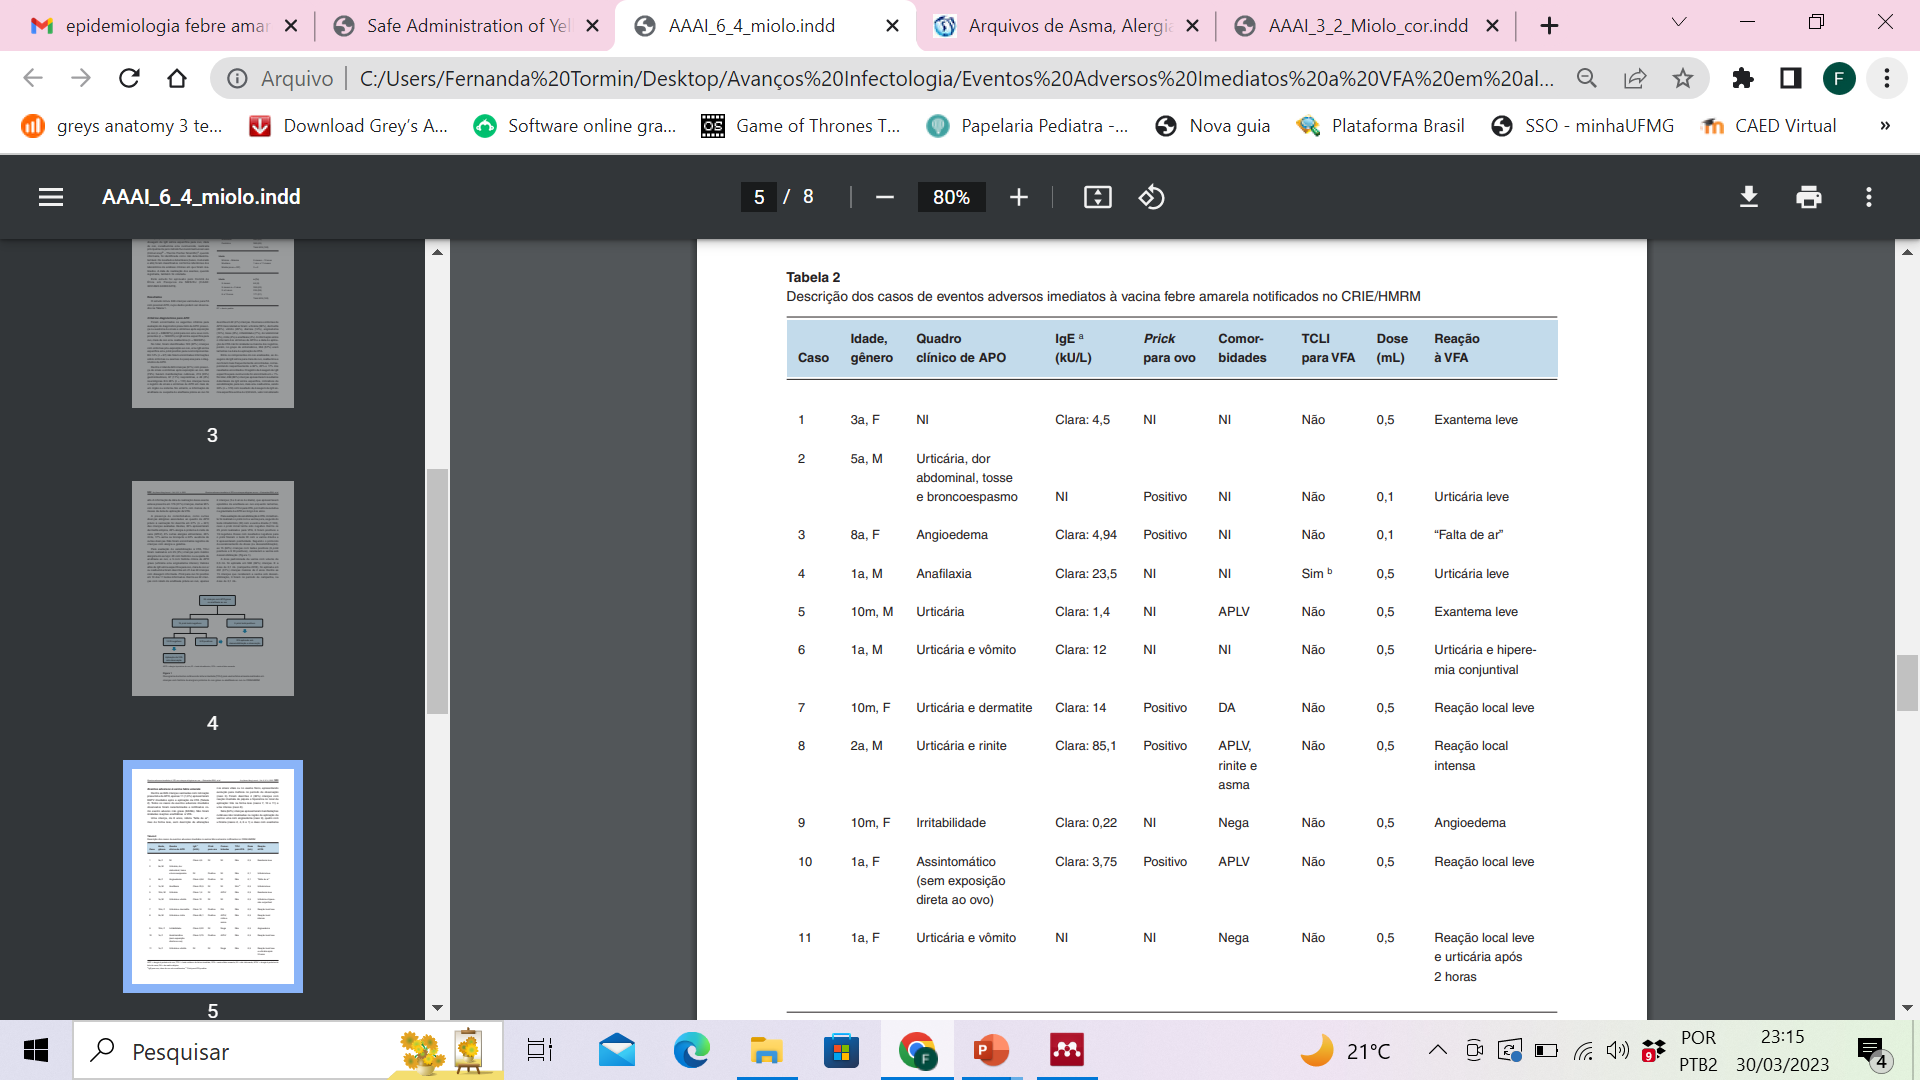 epidemiologia febre amar
Safe Administration of Yel
AAAI_6_4_miolo.indd
Arquivos de Asma, Alergia
AAAI_3_2_Miolo_cor.indd
Arquivo
C:/Users/Fernanda%20Tormin/Desktop/Avanços%20Infectologia/Eventos%20Adversos%20Imediatos%20a%20VFA%20em%20al...
F
greys anatomy 3 te...
Download Grey's A...
Software online gra...
OS
Game of Thrones T...
Papelaria Pediatra -...
Nova guia
Plataforma Brasil
SSO - minhaUFMG
CAED Virtual
»
AAAI_6_4_miolo.indd
5 / 8
80%
3
4
5
Tabela 2
Descrição dos casos de eventos adversos imediatos à vacina febre amarela notificados no CRIE/HMRM
Idade, Quadro IgE a Prick Comor- TCLI Dose Reação
Caso gênero clínico de APO (kU/L) para ovo bidades para VFA (mL) à VFA
1 3a, F NI Clara: 4,5 NI NI Não 0,5 Exantema leve
2 5a, M Urticária, dor
abdominal, tosse
e broncoespasmo NI Positivo NI Não 0,1 Urticária leve
3 8a, F Angioedema Clara: 4,94 Positivo NI Não 0,1 “Falta de ar”
4 1a, M Anafilaxia Clara: 23,5 NI NI Sim b 0,5 Urticária leve
5 10m, M Urticária Clara: 1,4 NI APLV Não 0,5 Exantema leve
6 1a, M Urticária e vômito Clara: 12 NI NI Não 0,5 Urticária e hipere-
mia conjuntival
7 10m, F Urticária e dermatite Clara: 14 Positivo DA Não 0,5 Reação local leve
8 2a, M Urticária e rinite Clara: 85,1 Positivo APLV, Não 0,5 Reação local
rinite e intensa
asma
9 10m, F Irritabilidade Clara: 0,22 NI Nega Não 0,5 Angioedema
10 1a, F Assintomático Clara: 3,75 Positivo APLV Não 0,5 Reação local leve
(sem exposição
direta ao ovo)
11 1a, F Urticária e vômito NI NI Nega Não 0,5 Reação local leve
e urticária após
2 horas
Pesquisar
F
P
21°C
9
POR
PTB2
23:15
30/03/2023
4